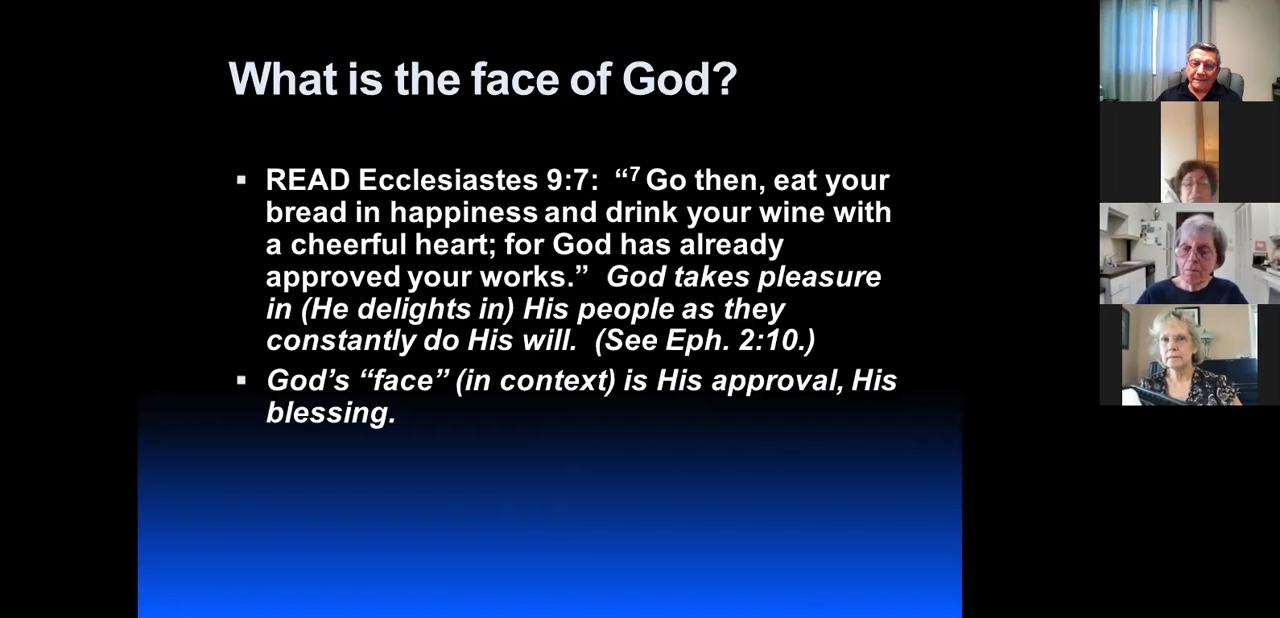 What is the face of God?
▪ READ Ecclesiastes 9:7: “⁷ Go then, eat your
bread in happiness and drink your wine with
a cheerful heart; for God has already
approved your works.” God takes pleasure
in (He delights in) His people as they
constantly do His will. (See Eph. 2:10.)
▪ God’s “face” (in context) is His approval, His
blessing.